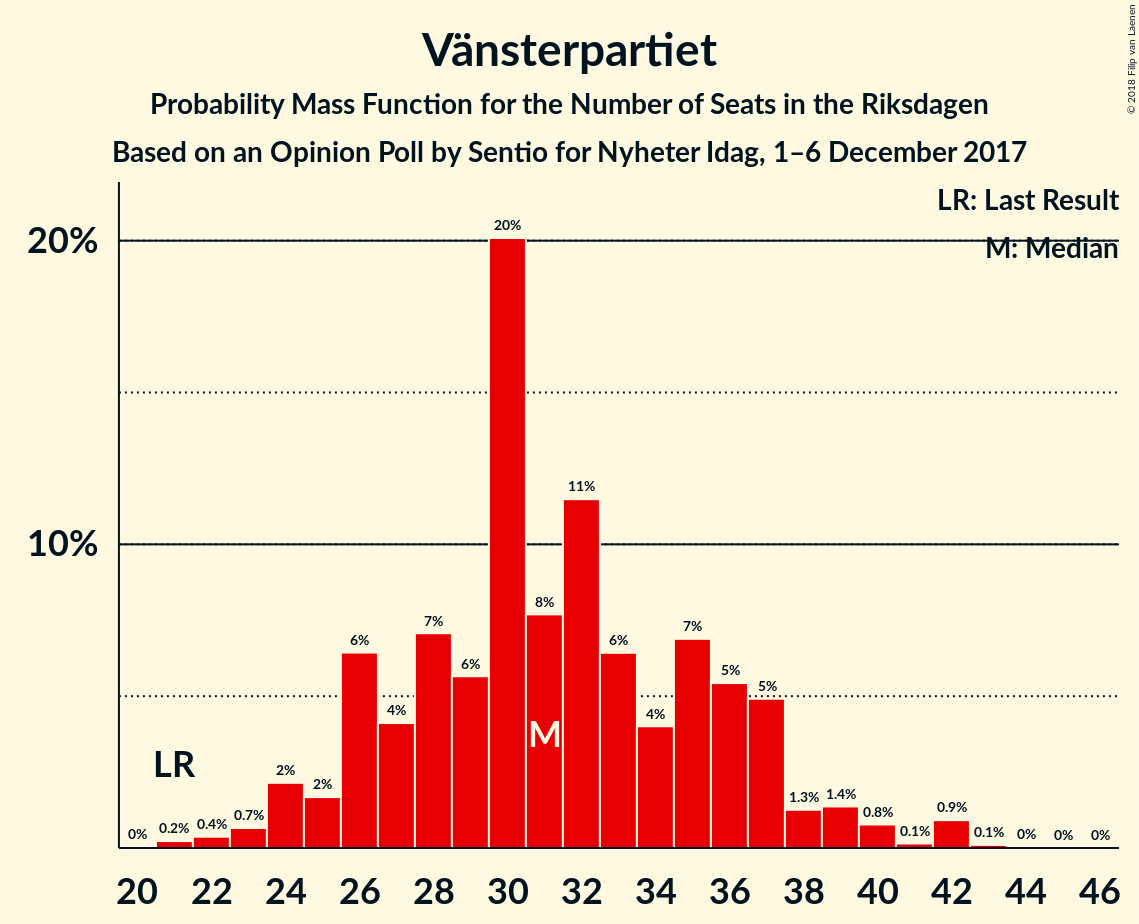 © 2018 Filip van Laenen
Vänsterpartiet
Probability Mass Function for the Number of Seats in the Riksdagen
Based on an Opinion Poll by Sentio for Nyheter Idag, 1–6 December 2017
LR: Last Result
M: Median
20%
10%
0% 0.2% 0.4% 0.7% 2% 2% 6% 4% 7% 6% 20% 8% 11% 6% 4% 7% 5% 5% 1.3% 1.4% 0.8% 0.1% 0.9% 0.1% 0% 0% 0%
LR
M
20 22 24 26 28 30 32 34 36 38 40 42 44 46